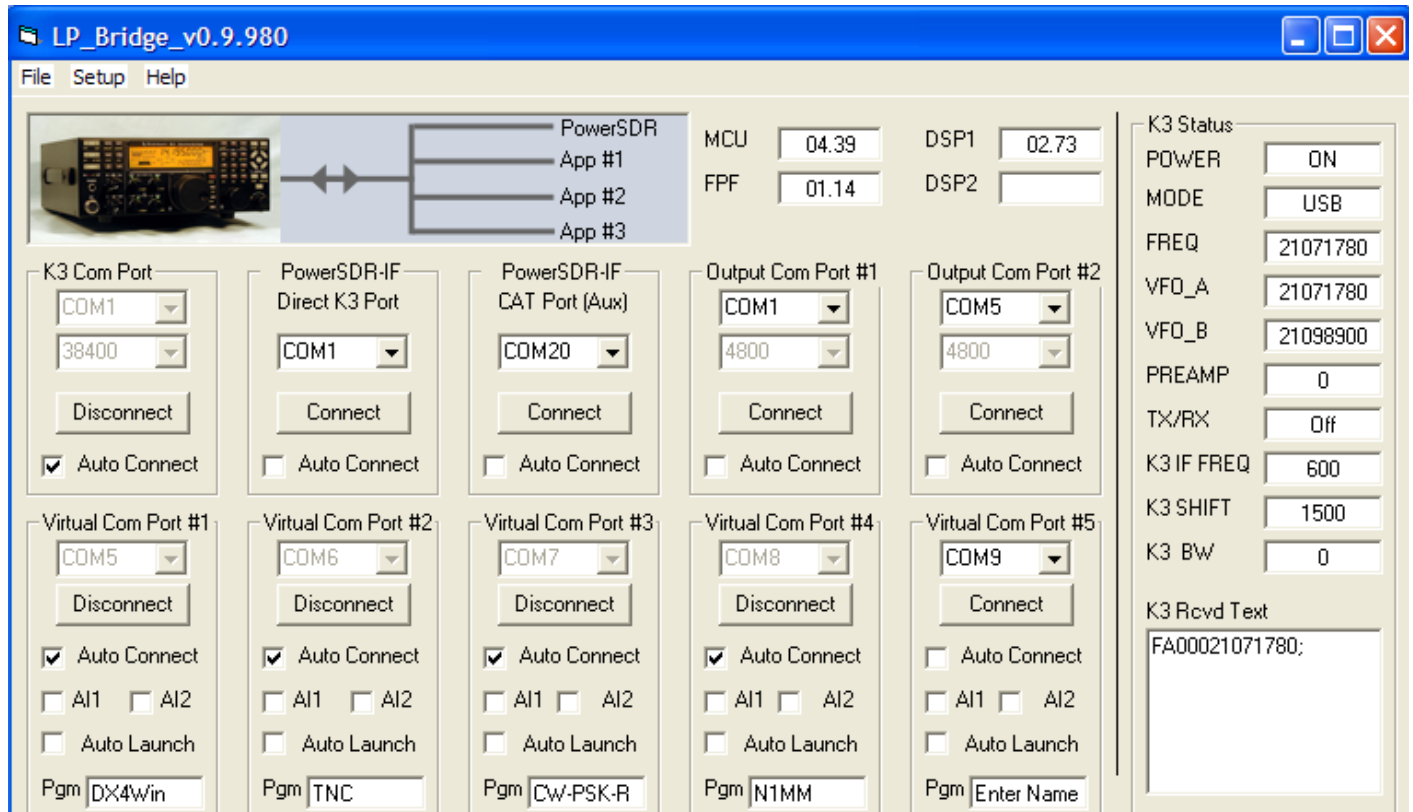 LP_Bridge_v0.9.980
File Setup Help
PowerSDR
App #1
App #2
App #3
MCU 04.39 DSP1 02.73
FPF 01.14 DSP2
K3 Com Port
COM1
38400
Disconnect
Auto Connect
PowerSDR-IF
Direct K3 Port
COM1
Connect
Auto Connect
PowerSDR-IF
CAT Port (Aux)
COM20
Connect
Auto Connect
Output Com Port #1
COM1
4800
Connect
Auto Connect
Output Com Port #2
COM5
4800
Connect
Auto Connect
Virtual Com Port #1
COM5
Disconnect
Auto Connect
AI1 AI2
Auto Launch
Pgm DX4Win
Virtual Com Port #2
COM6
Disconnect
Auto Connect
AI1 AI2
Auto Launch
Pgm TNC
Virtual Com Port #3
COM7
Disconnect
Auto Connect
AI1 AI2
Auto Launch
Pgm CW-PSK-R
Virtual Com Port #4
COM8
Disconnect
Auto Connect
AI1 AI2
Auto Launch
Pgm N1MM
Virtual Com Port #5
COM9
Connect
Auto Connect
AI1 AI2
Auto Launch
Pgm Enter Name
K3 Status
POWER ON
MODE USB
FREQ 21071780
VFO_A 21071780
VFO_B 21098900
PREAMP 0
TX/RX Off
K3 IF FREQ 600
K3 SHIFT 1500
K3 BW 0
K3 Rcvd Text
FA00021071780;